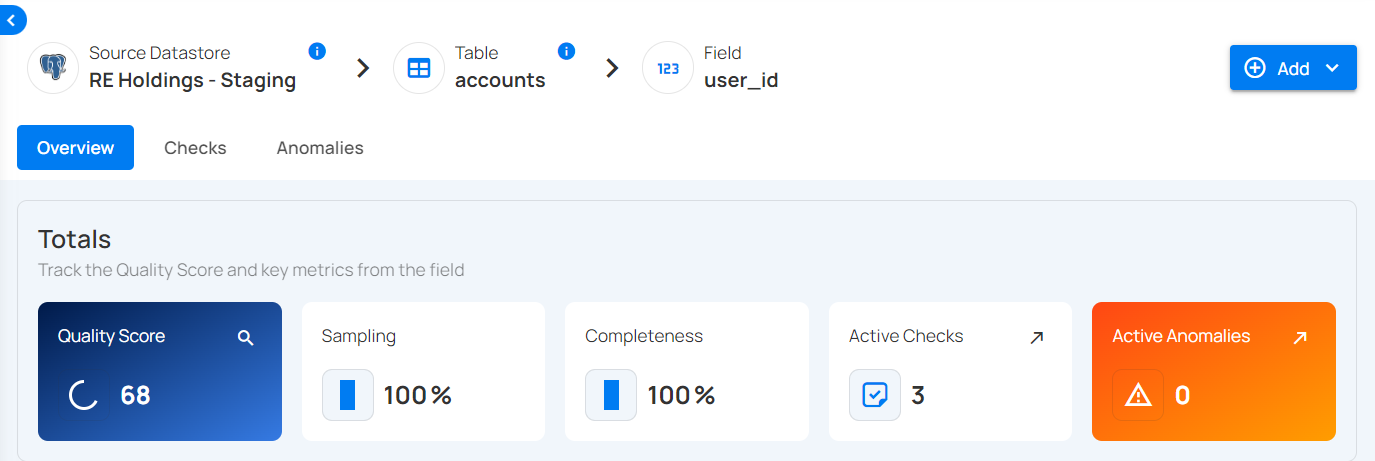 Source Datastore
RE Holdings - Staging
Table
accounts
123
Field
user_id
Add
Overview
Checks
Anomalies
Totals
Track the Quality Score and key metrics from the field
Quality Score
68
Sampling
100%
Completeness
100%
Active Checks
3
Active Anomalies
0